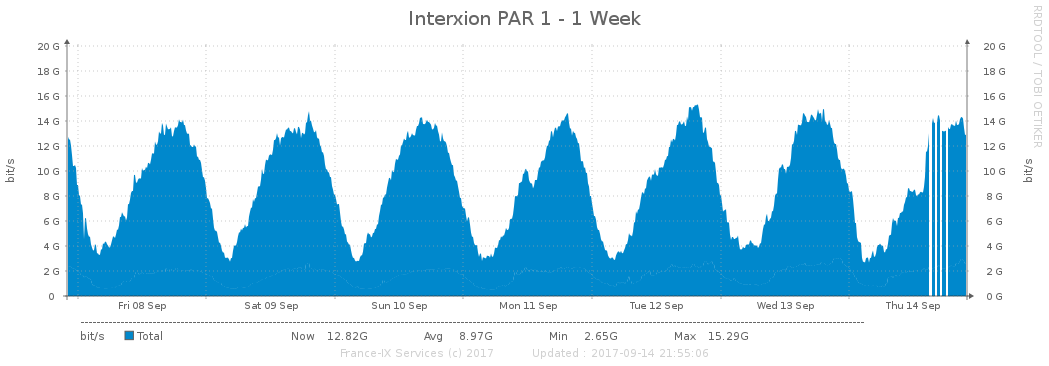 Interxion PAR 1 - 1 Week
RRDTOOL / TOBI OETIKER
20 G 20 G
18 G 18 G
16 G 16 G
14 G 14 G
12 G 12 G
10 G 10 G
8 G 8 G
6 G 6 G
4 G 4 G
2 G 2 G
0 0 G
bit/s bit/s
Fri 08 Sep Sat 09 Sep Sun 10 Sep Mon 11 Sep Tue 12 Sep Wed 13 Sep Thu 14 Sep
bit/s Total Now 12.82G Avg 8.97G Min 2.65G Max 15.29G
France-IX Services (c) 2017 Updated : 2017-09-14 21:55:06